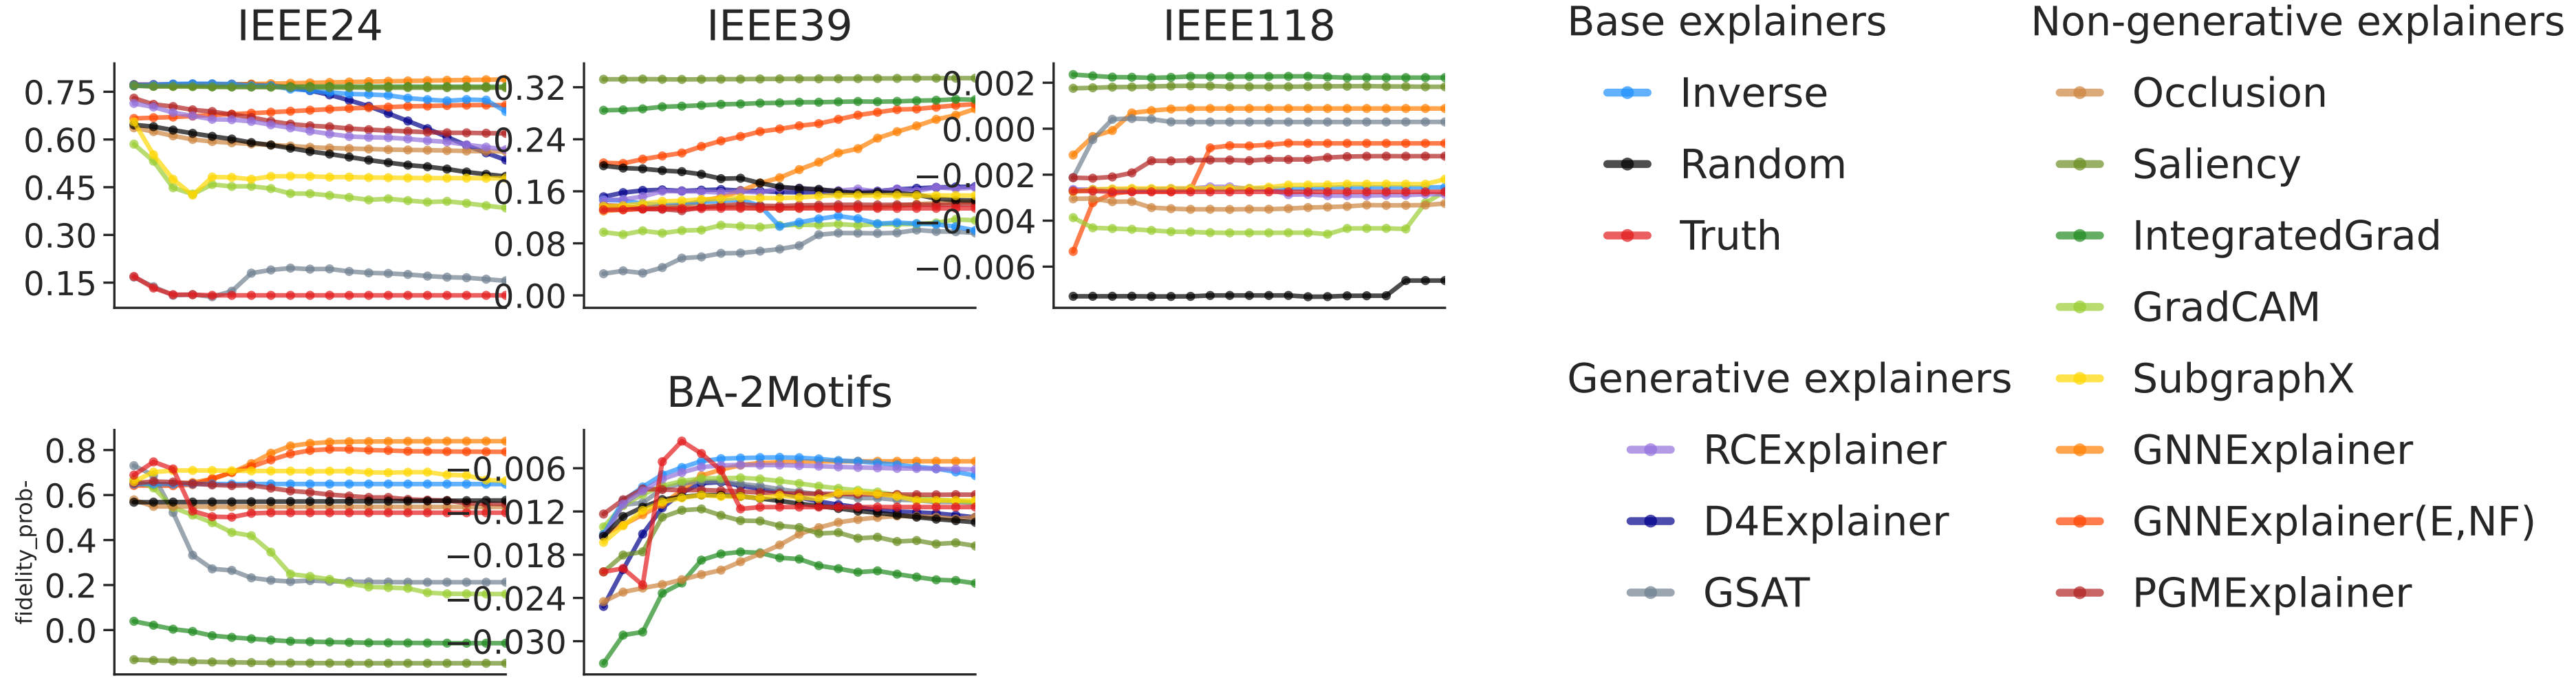 IEEE24
IEEE39
IEEE118
0.75
0.60
0.45
0.30
0.15
0.32
0.24
0.16
0.08
0.00
0.002
0.000
−0.002
−0.004
−0.006
fidelity_prob-
0.8
0.6
0.4
0.2
0.0
BA-2Motifs
−0.006
−0.012
−0.018
−0.024
−0.030
Base explainers
Inverse
Random
Truth
Generative explainers
RCExplainer
D4Explainer
GSAT
Non-generative explainers
Occlusion
Saliency
IntegratedGrad
GradCAM
SubgraphX
GNNExplainer
GNNExplainer(E,NF)
PGMExplainer